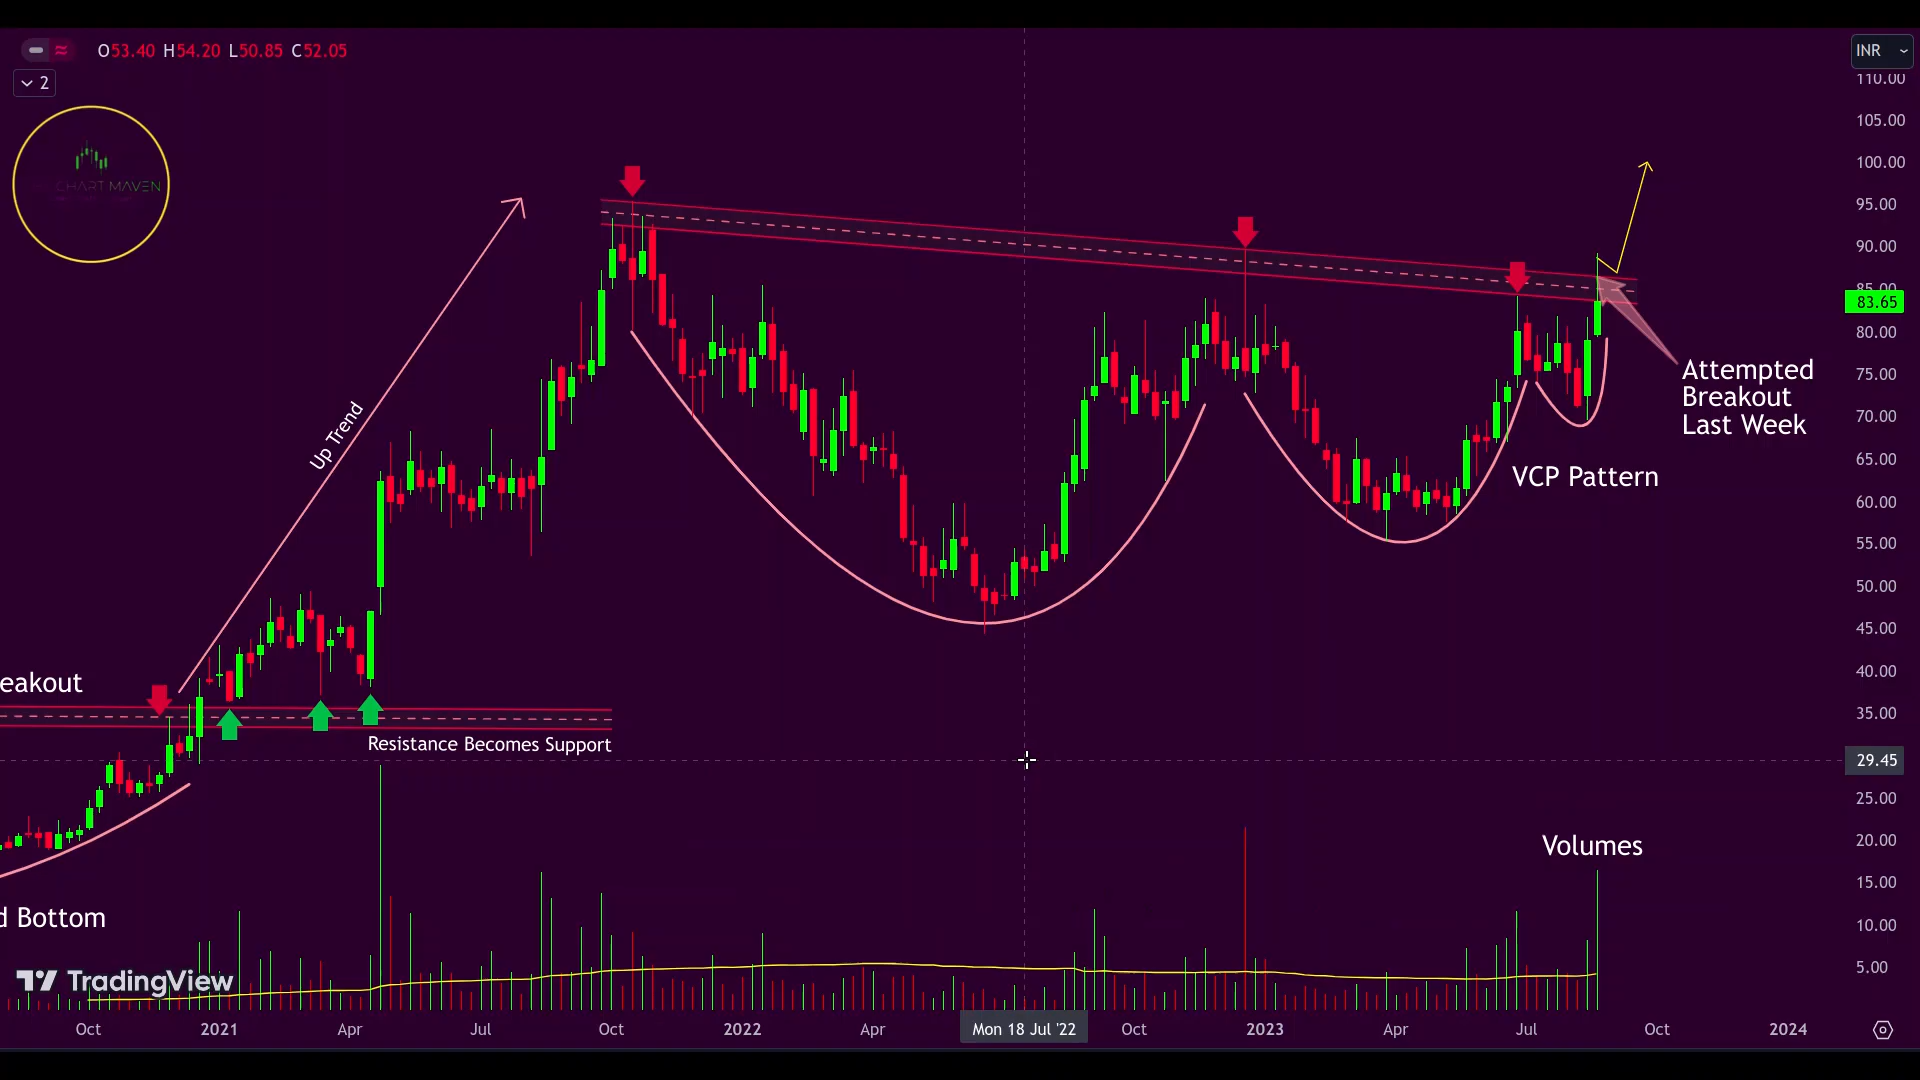 O53.40 H54.20 L50.85 C52.05
INR
2
110.00
105.00
CHART MAVEN
100.00
95.00
90.00
85.00
83.65
80.00
Attempted
Breakout
Last Week
75.00
Up Trend
70.00
65.00
VCP Pattern
60.00
55.00
50.00
45.00
40.00
eakout
35.00
Resistance Becomes Support
29.45
25.00
20.00
Volumes
15.00
d Bottom
10.00
5.00
TradingView
Oct 2021 Apr Jul Oct 2022 Apr Mon 18 Jul '22 Oct 2023 Apr Jul Oct 2024